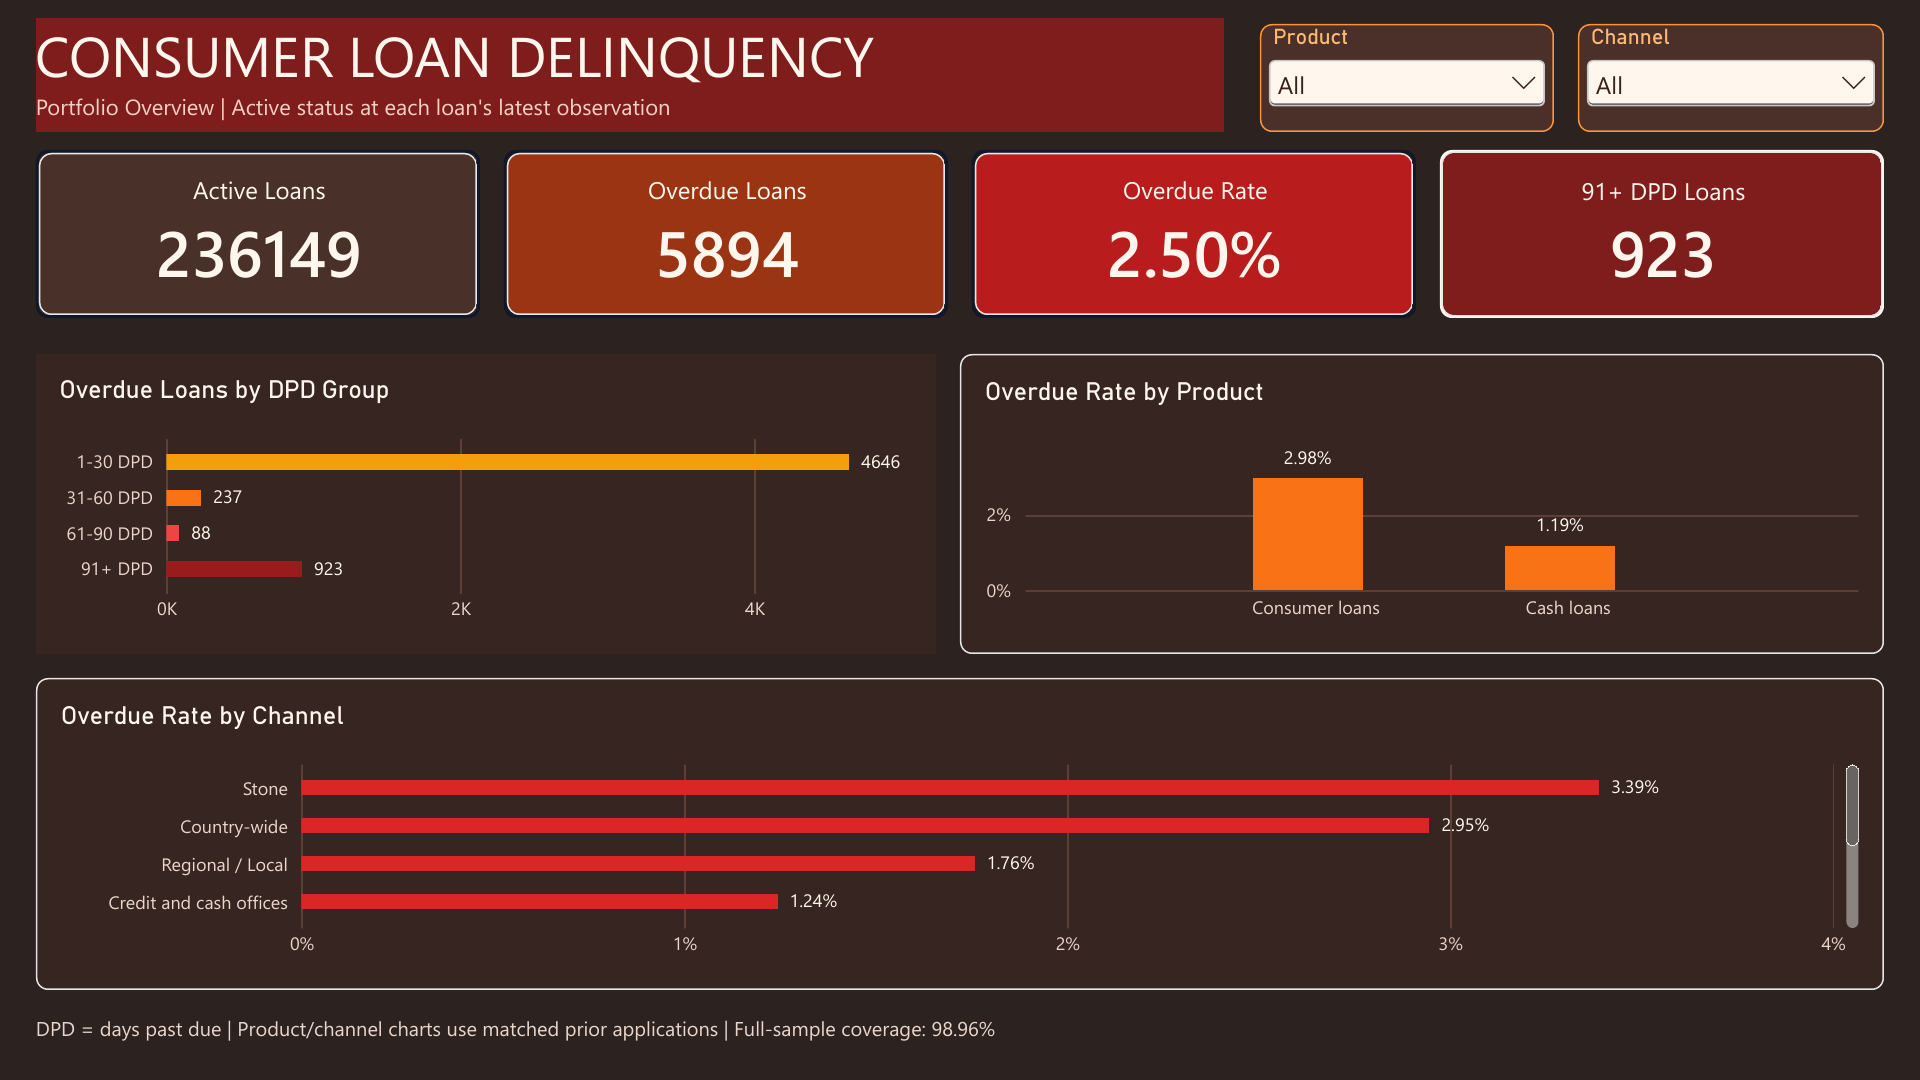 CONSUMER LOAN DELINQUENCY
Portfolio Overview | Active status at each loan's latest observation
Product
All
Channel
All
Active Loans
236149
Overdue Loans
5894
Overdue Rate
2.50%
91+ DPD Loans
923
Overdue Loans by DPD Group
1-30 DPD
4646
31-60 DPD
237
61-90 DPD
88
91+ DPD
923
0K
2K
4K
Overdue Rate by Product
2.98%
2%
1.19%
0%
Consumer loans
Cash loans
Overdue Rate by Channel
Stone
3.39%
Country-wide
2.95%
Regional / Local
1.76%
Credit and cash offices
1.24%
0%
1%
2%
3%
4%
DPD = days past due | Product/channel charts use matched prior applications | Full-sample coverage: 98.96%